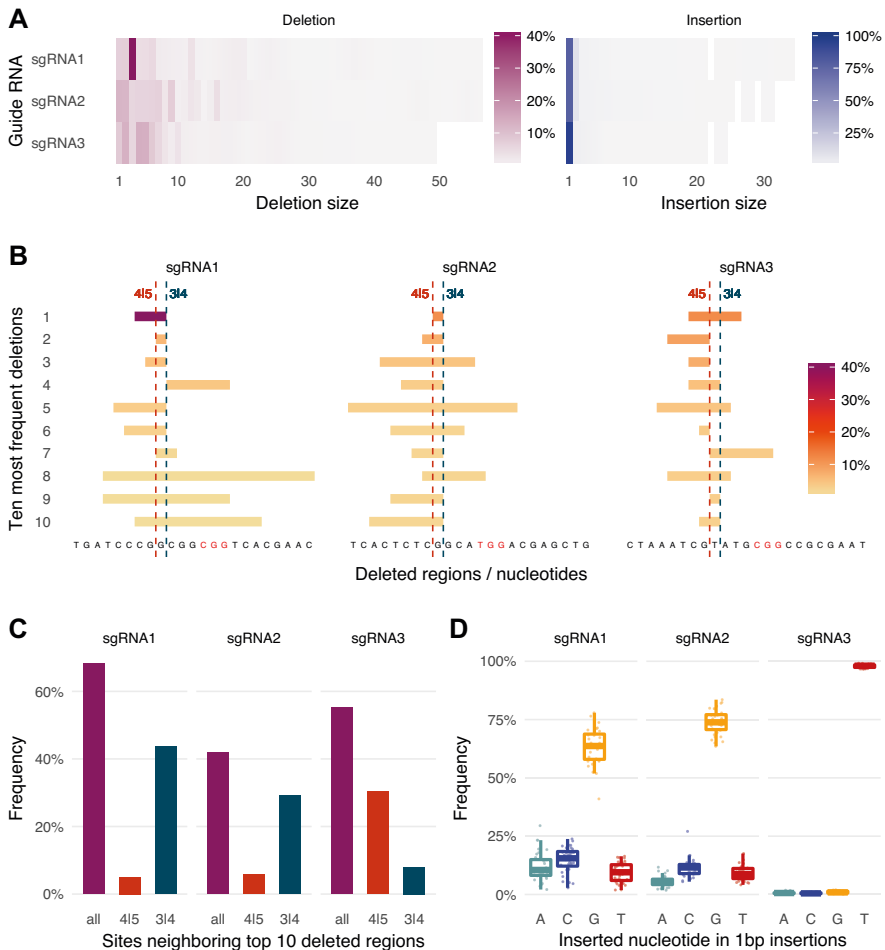 A
Deletion
Insertion
Guide RNA
sgRNA1
sgRNA2
sgRNA3
40%
30%
20%
10%
100%
75%
50%
25%
1 10 20 30 40 50
1 10 20 30
Deletion size
Insertion size
B
sgRNA1
sgRNA2
sgRNA3
4|5 3|4
4|5 3|4
4|5 3|4
Ten most frequent deletions
1
2
3
4
5
6
7
8
9
10
40%
30%
20%
10%
TGATCCCGGCGGCGGTCACGAAC
TCACTCTCGGCATGGACGAGCTG
CTAAATCGTATGCGGCCGCGAAT
Deleted regions / nucleotides
C
sgRNA1 sgRNA2 sgRNA3
Frequency
60%
40%
20%
0%
all 4|5 3|4 all 4|5 3|4 all 4|5 3|4
Sites neighboring top 10 deleted regions
D
sgRNA1 sgRNA2 sgRNA3
Frequency
100%
75%
50%
25%
0%
A C G T A C G T A C G T
Inserted nucleotide in 1bp insertions